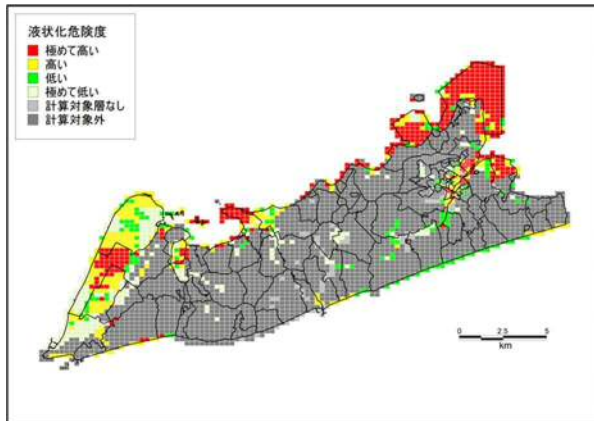 液状化危険度
極めて高い
高い
低い
極めて低い
計算対象層なし
計算対象外
0 2.5 5
km